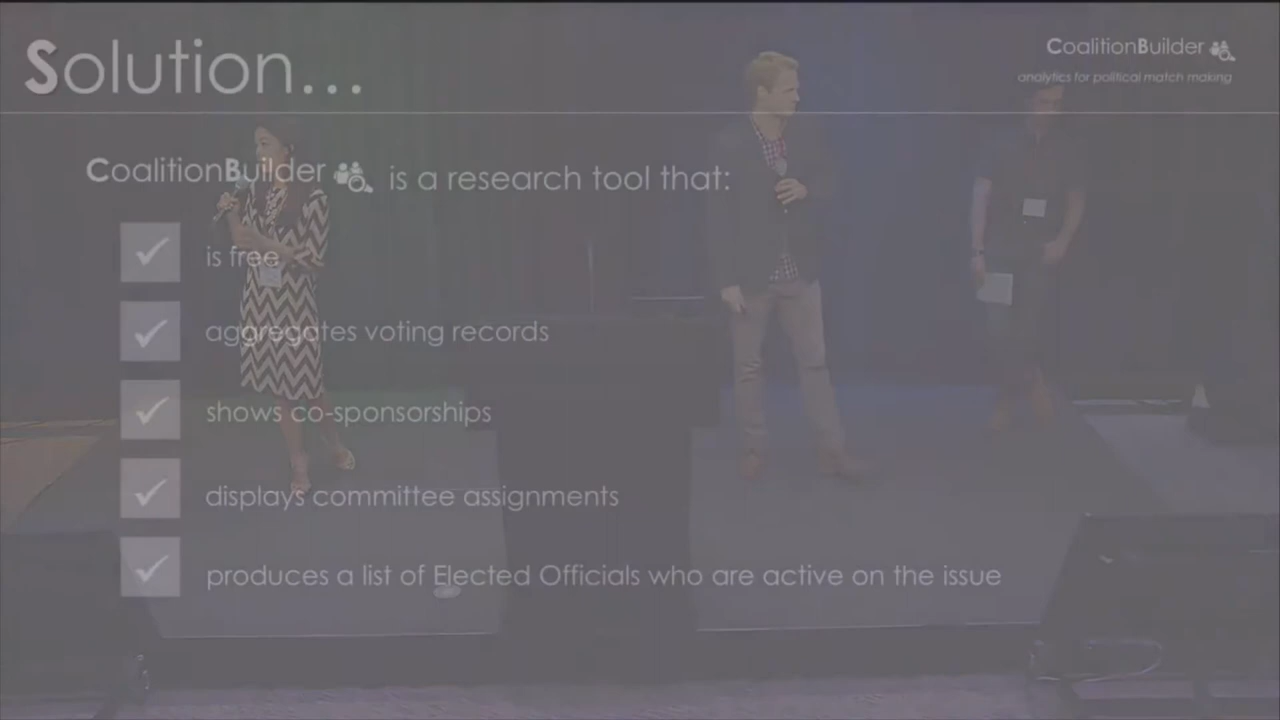 Solution...
CoalitionBuilder
analytics for political match making
CoalitionBuilder is a research tool that:
is free
aggregates voting records
shows co-sponsorships
displays committee assignments
produces a list of Elected Officials who are active on the issue